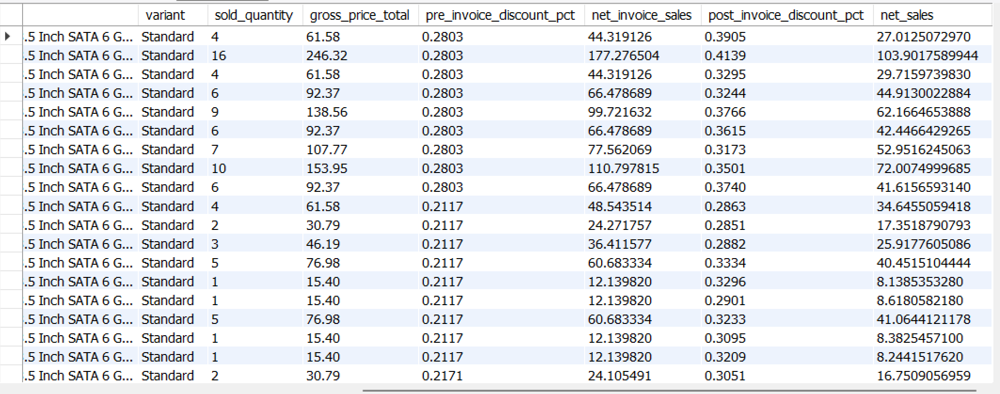 variant sold_quantity gross_price_total pre_invoice_discount_pct net_invoice_sales post_invoice_discount_pct net_sales
.5 Inch SATA 6 G... Standard 4 61.58 0.2803 44.319126 0.3905 27.0125072970
.5 Inch SATA 6 G... Standard 16 246.32 0.2803 177.276504 0.4139 103.9017589944
.5 Inch SATA 6 G... Standard 4 61.58 0.2803 44.319126 0.3295 29.7159739830
.5 Inch SATA 6 G... Standard 6 92.37 0.2803 66.478689 0.3244 44.9130022884
.5 Inch SATA 6 G... Standard 9 138.56 0.2803 99.721632 0.3766 62.1664653888
.5 Inch SATA 6 G... Standard 6 92.37 0.2803 66.478689 0.3615 42.4466429265
.5 Inch SATA 6 G... Standard 7 107.77 0.2803 77.562069 0.3173 52.9516245063
.5 Inch SATA 6 G... Standard 10 153.95 0.2803 110.797815 0.3501 72.0074999685
.5 Inch SATA 6 G... Standard 6 92.37 0.2803 66.478689 0.3740 41.6156593140
.5 Inch SATA 6 G... Standard 4 61.58 0.2117 48.543514 0.2863 34.6455059418
.5 Inch SATA 6 G... Standard 2 30.79 0.2117 24.271757 0.2851 17.3518790793
.5 Inch SATA 6 G... Standard 3 46.19 0.2117 36.411577 0.2882 25.9177605086
.5 Inch SATA 6 G... Standard 5 76.98 0.2117 60.683334 0.3334 40.4515104444
.5 Inch SATA 6 G... Standard 1 15.40 0.2117 12.139820 0.3296 8.1385353280
.5 Inch SATA 6 G... Standard 1 15.40 0.2117 12.139820 0.2901 8.6180582180
.5 Inch SATA 6 G... Standard 5 76.98 0.2117 60.683334 0.3233 41.0644121178
.5 Inch SATA 6 G... Standard 1 15.40 0.2117 12.139820 0.3095 8.3825457100
.5 Inch SATA 6 G... Standard 1 15.40 0.2117 12.139820 0.3209 8.2441517620
.5 Inch SATA 6 G... Standard 2 30.79 0.2171 24.105491 0.3051 16.7509056959